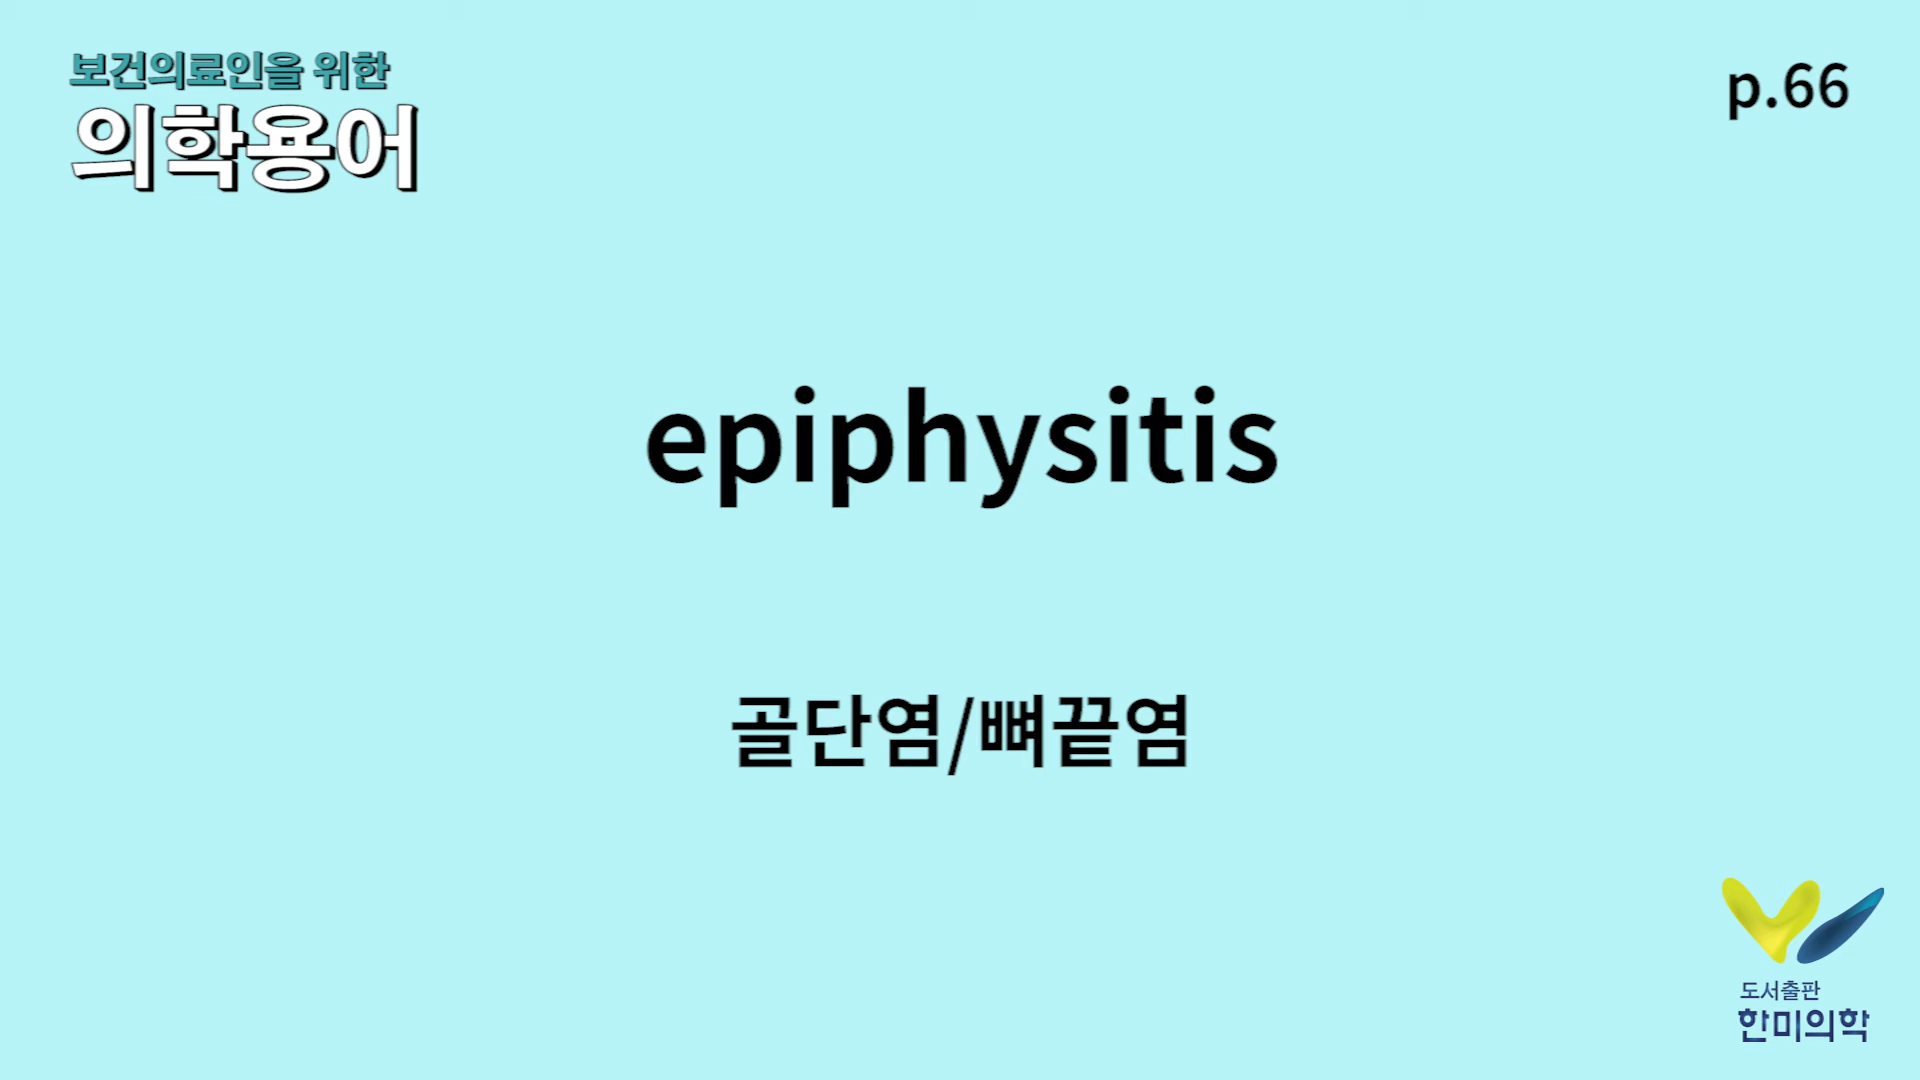 보건의료인을 위한
의학용어
p.66
epiphysitis
골단염/뼈끝염
도서출판
한미의학